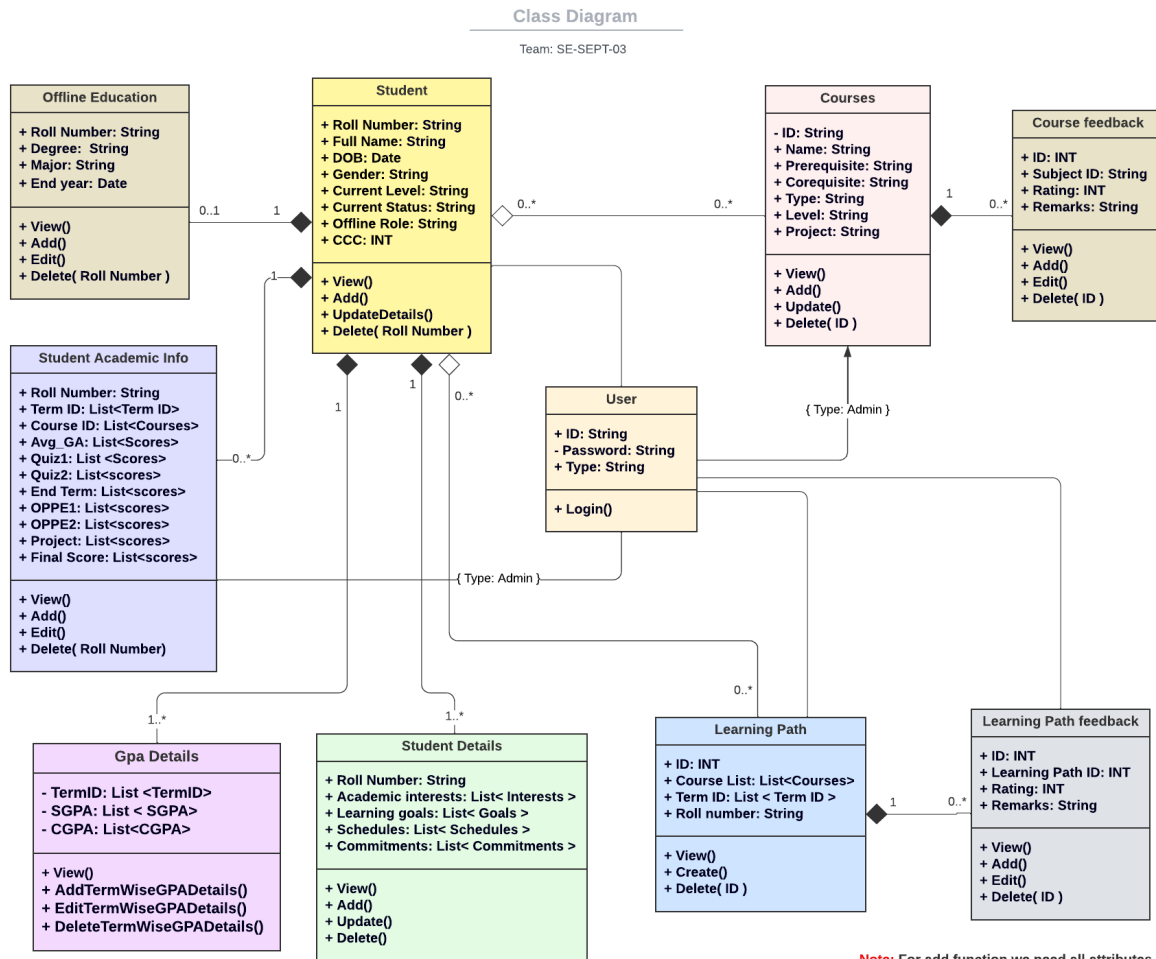 Class Diagram
Team: SE-SEPT-03
Offline Education
+ Roll Number: String
+ Degree:  String
+ Major: String
+ End year: Date
+ View()
+ Add()
+ Edit()
+ Delete( Roll Number )
0..1
1
Student
+ Roll Number: String
+ Full Name: String
+ DOB: Date
+ Gender: String
+ Current Level: String
+ Current Status: String
+ Offline Role: String
+ CCC: INT
+ View()
+ Add()
+ UpdateDetails()
+ Delete( Roll Number )
0..*
0..*
Courses
- ID: String
+ Name: String
+ Prerequisite: String
+ Corequisite: String
+ Type: String
+ Level: String
+ Project: String
+ View()
+ Add()
+ Update()
+ Delete( ID )
1
0..*
Course feedback
+ ID: INT
+ Subject ID: String
+ Rating: INT
+ Remarks: String
+ View()
+ Add()
+ Edit()
+ Delete( ID )
1
0..*
Student Academic Info
+ Roll Number: String
+ Term ID: List<Term ID>
+ Course ID: List<Courses>
+ Avg_GA: List<Scores>
+ Quiz1: List <Scores>
+ Quiz2: List<scores>
+ End Term: List<scores>
+ OPPE1: List<scores>
+ OPPE2: List<scores>
+ Project: List<scores>
+ Final Score: List<scores>
+ View()
+ Add()
+ Edit()
+ Delete( Roll Number)
1
1
0..*
User
+ ID: String
- Password: String
+ Type: String
+ Login()
{ Type: Admin }
{ Type: Admin }
1..*
1..*
0..*
Gpa Details
- TermID: List <TermID>
- SGPA: List < SGPA>
- CGPA: List<CGPA>
+ View()
+ AddTermWiseGPADetails()
+ EditTermWiseGPADetails()
+ DeleteTermWiseGPADetails()
Student Details
+ Roll Number: String
+ Academic interests: List< Interests >
+ Learning goals: List< Goals >
+ Schedules: List< Schedules >
+ Commitments: List< Commitments >
+ View()
+ Add()
+ Update()
+ Delete()
Learning Path
+ ID: INT
+ Course List: List<Courses>
+ Term ID: List < Term ID >
+ Roll number: String
+ View()
+ Create()
+ Delete( ID )
1
0..*
Learning Path feedback
+ ID: INT
+ Learning Path ID: INT
+ Rating: INT
+ Remarks: String
+ View()
+ Add()
+ Edit()
+ Delete( ID )
Note: For add function we need all attributes